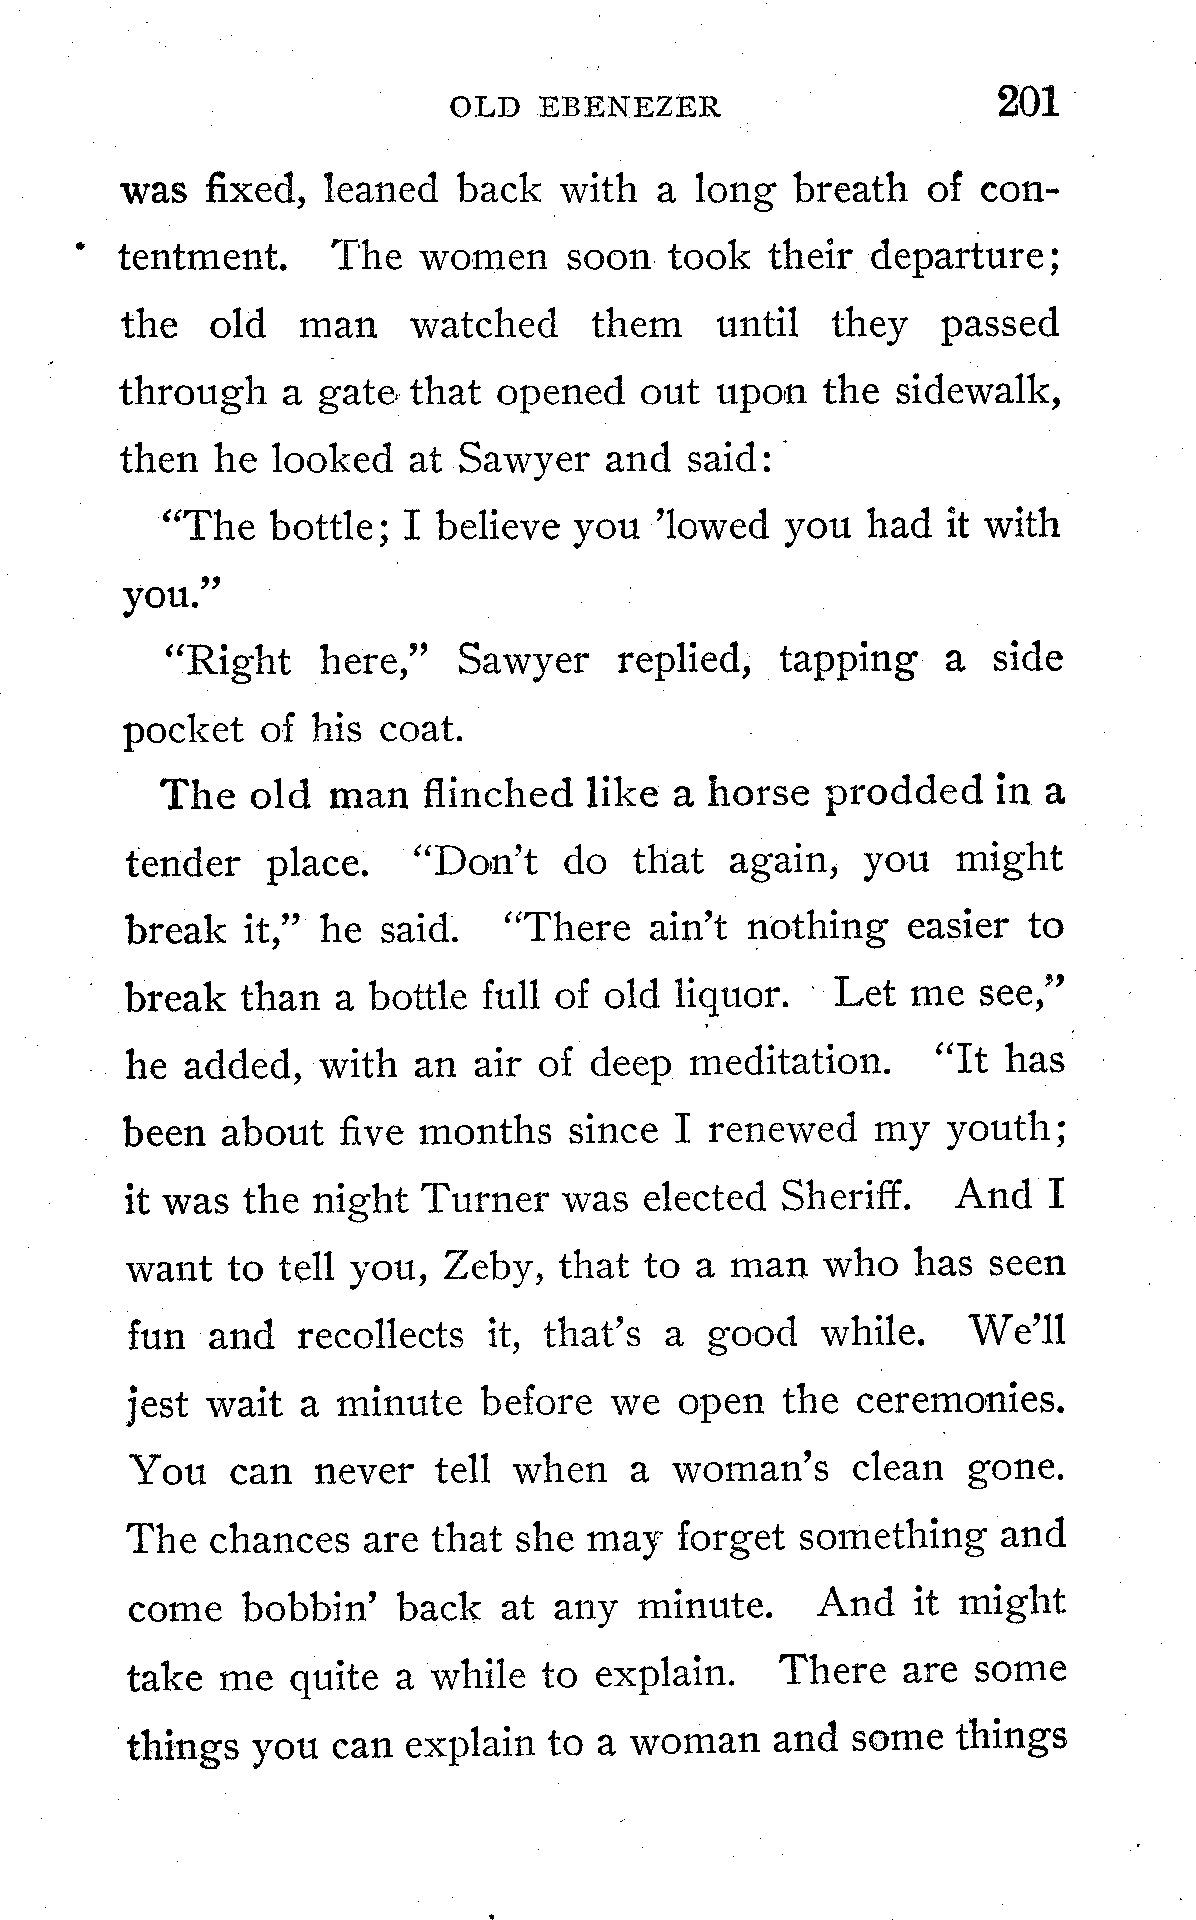 OLD EBENEZER 201
was fixed, leaned back with a long breath of con-
tentment. The women soon took their departure;
the old man watched them until they passed
through a gate that opened out upon the sidewalk,
then he looked at Sawyer and said:
“The bottle; I believe you ’lowed you had it with
you.”
“Right here,” Sawyer replied, tapping a side
pocket of his coat.
The old man flinched like a horse prodded in a
tender place. “Don’t do that again, you might
break it,” he said. “There ain’t nothing easier to
break than a bottle full of old liquor. Let me see,”
he added, with an air of deep meditation. “It has
been about five months since I renewed my youth;
it was the night Turner was elected Sheriff. And I
want to tell you, Zeby, that to a man who has seen
fun and recollects it, that’s a good while. We’ll
jest wait a minute before we open the ceremonies.
You can never tell when a woman’s clean gone.
The chances are that she may forget something and
come bobbin’ back at any minute. And it might
take me quite a while to explain. There are some
things you can explain to a woman and some things